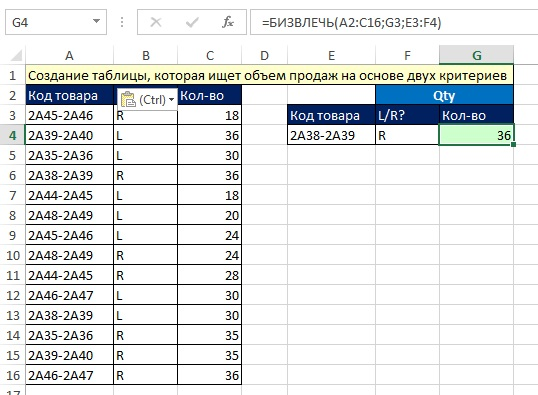 G4 fx =БИЗВЛЕЧЬ(A2:C16;G3;E3:F4)
A B C D E F G
1 Создание таблицы, которая ищет объем продаж на основе двух критериев
2 Код товара (Ctrl) Кол-во Qty
3 2A45-2A46 R 18 Код товара L/R? Кол-во
4 2A39-2A40 L 36 2A38-2A39 R 36
5 2A35-2A36 L 30
6 2A38-2A39 R 36
7 2A44-2A45 L 18
8 2A48-2A49 L 20
9 2A45-2A46 L 24
10 2A48-2A49 R 24
11 2A44-2A45 R 28
12 2A46-2A47 L 30
13 2A38-2A39 L 30
14 2A35-2A36 R 35
15 2A39-2A40 R 35
16 2A46-2A47 R 36
17